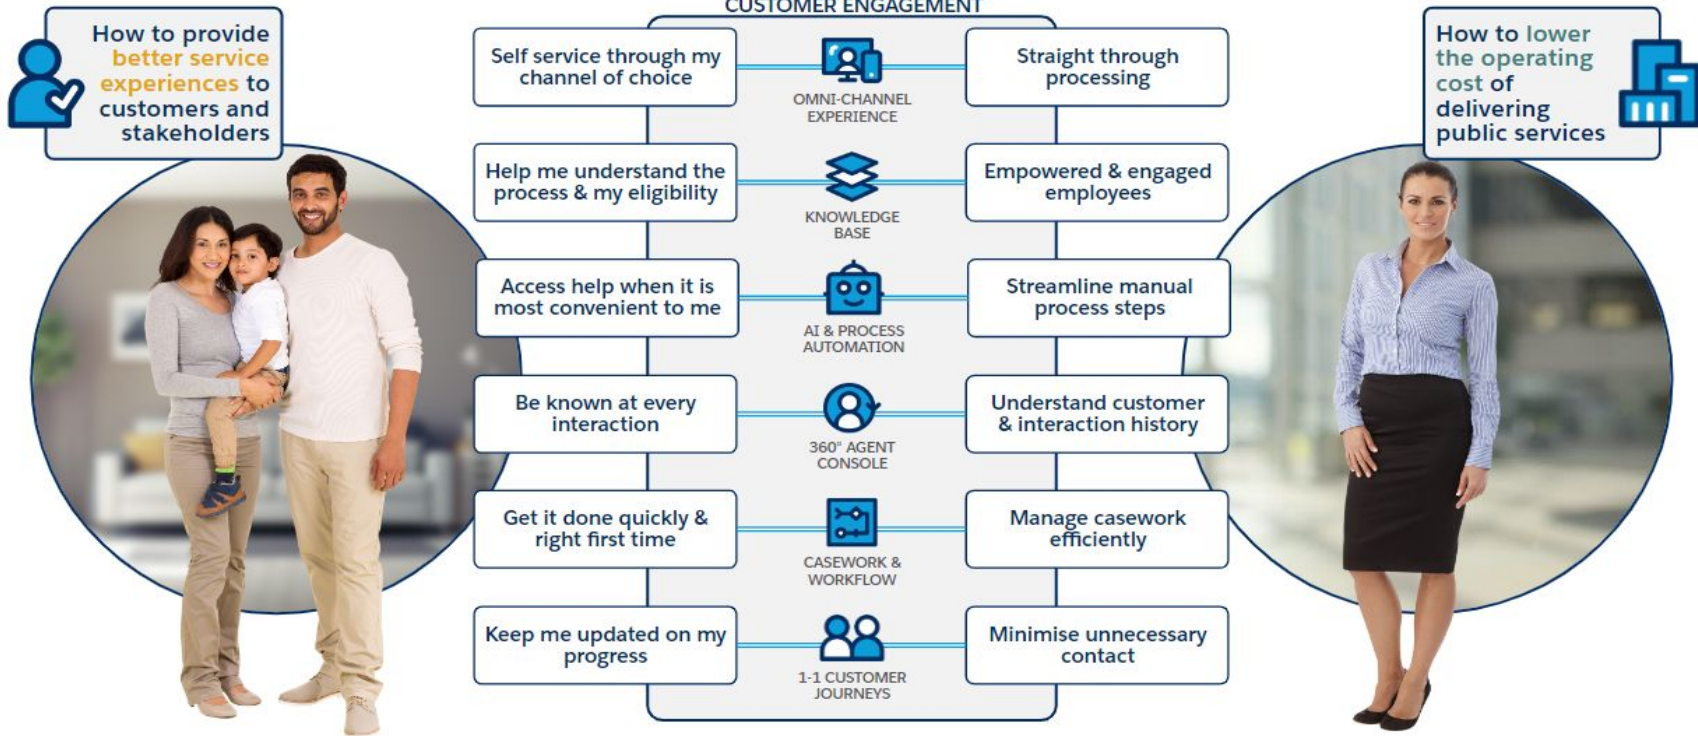 CUSTOMER ENGAGEMENT
How to provide
better service
experiences to
customers and
stakeholders
How to lower
the operating
cost of
delivering
public services
Self service through my
channel of choice
OMNI-CHANNEL
EXPERIENCE
Straight through
processing
Help me understand the
process & my eligibility
KNOWLEDGE
BASE
Empowered & engaged
employees
Access help when it is
most convenient to me
AI & PROCESS
AUTOMATION
Streamline manual
process steps
Be known at every
interaction
360° AGENT
CONSOLE
Understand customer
& interaction history
Get it done quickly &
right first time
CASEWORK &
WORKFLOW
Manage casework
efficiently
Keep me updated on my
progress
1-1 CUSTOMER
JOURNEYS
Minimise unnecessary
contact